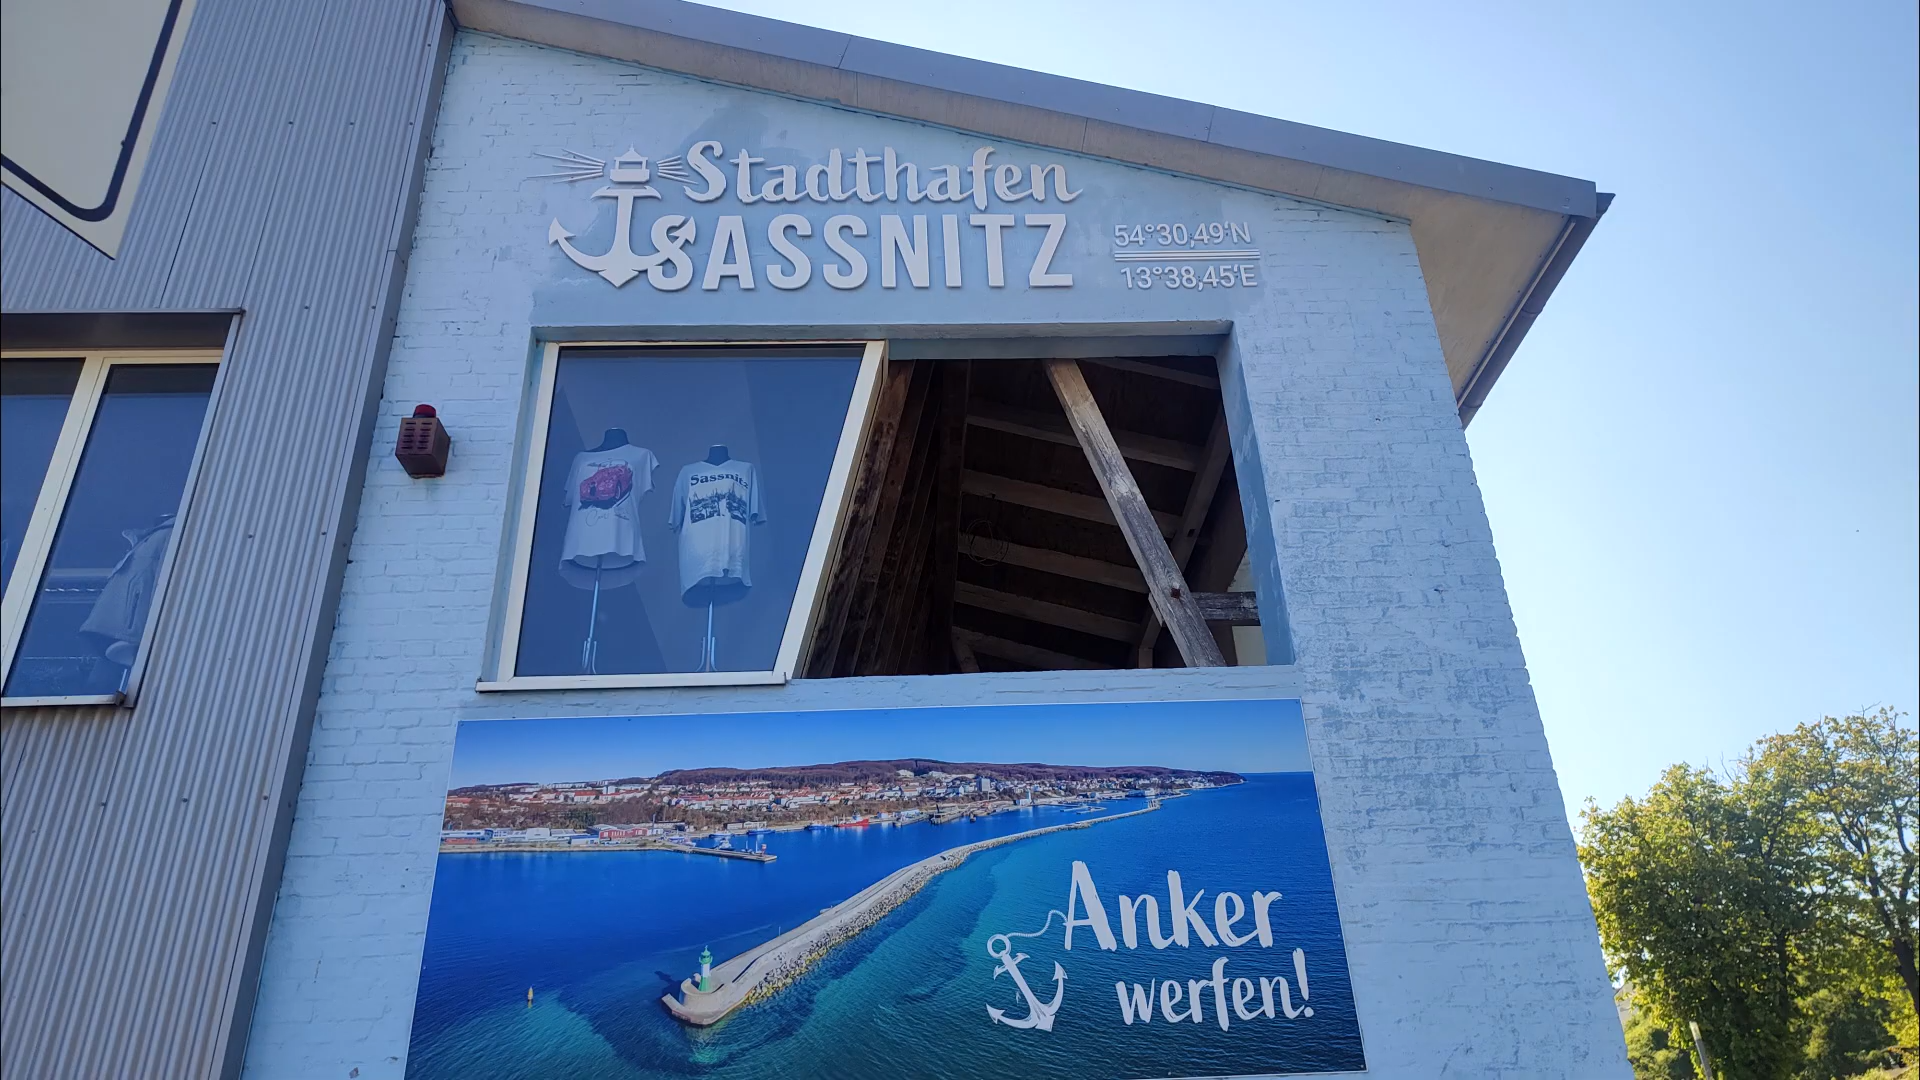 Stadthafen
SASSNITZ
54°30,49'N
13°38,45'E
Sassnitz
Anker
werfen!